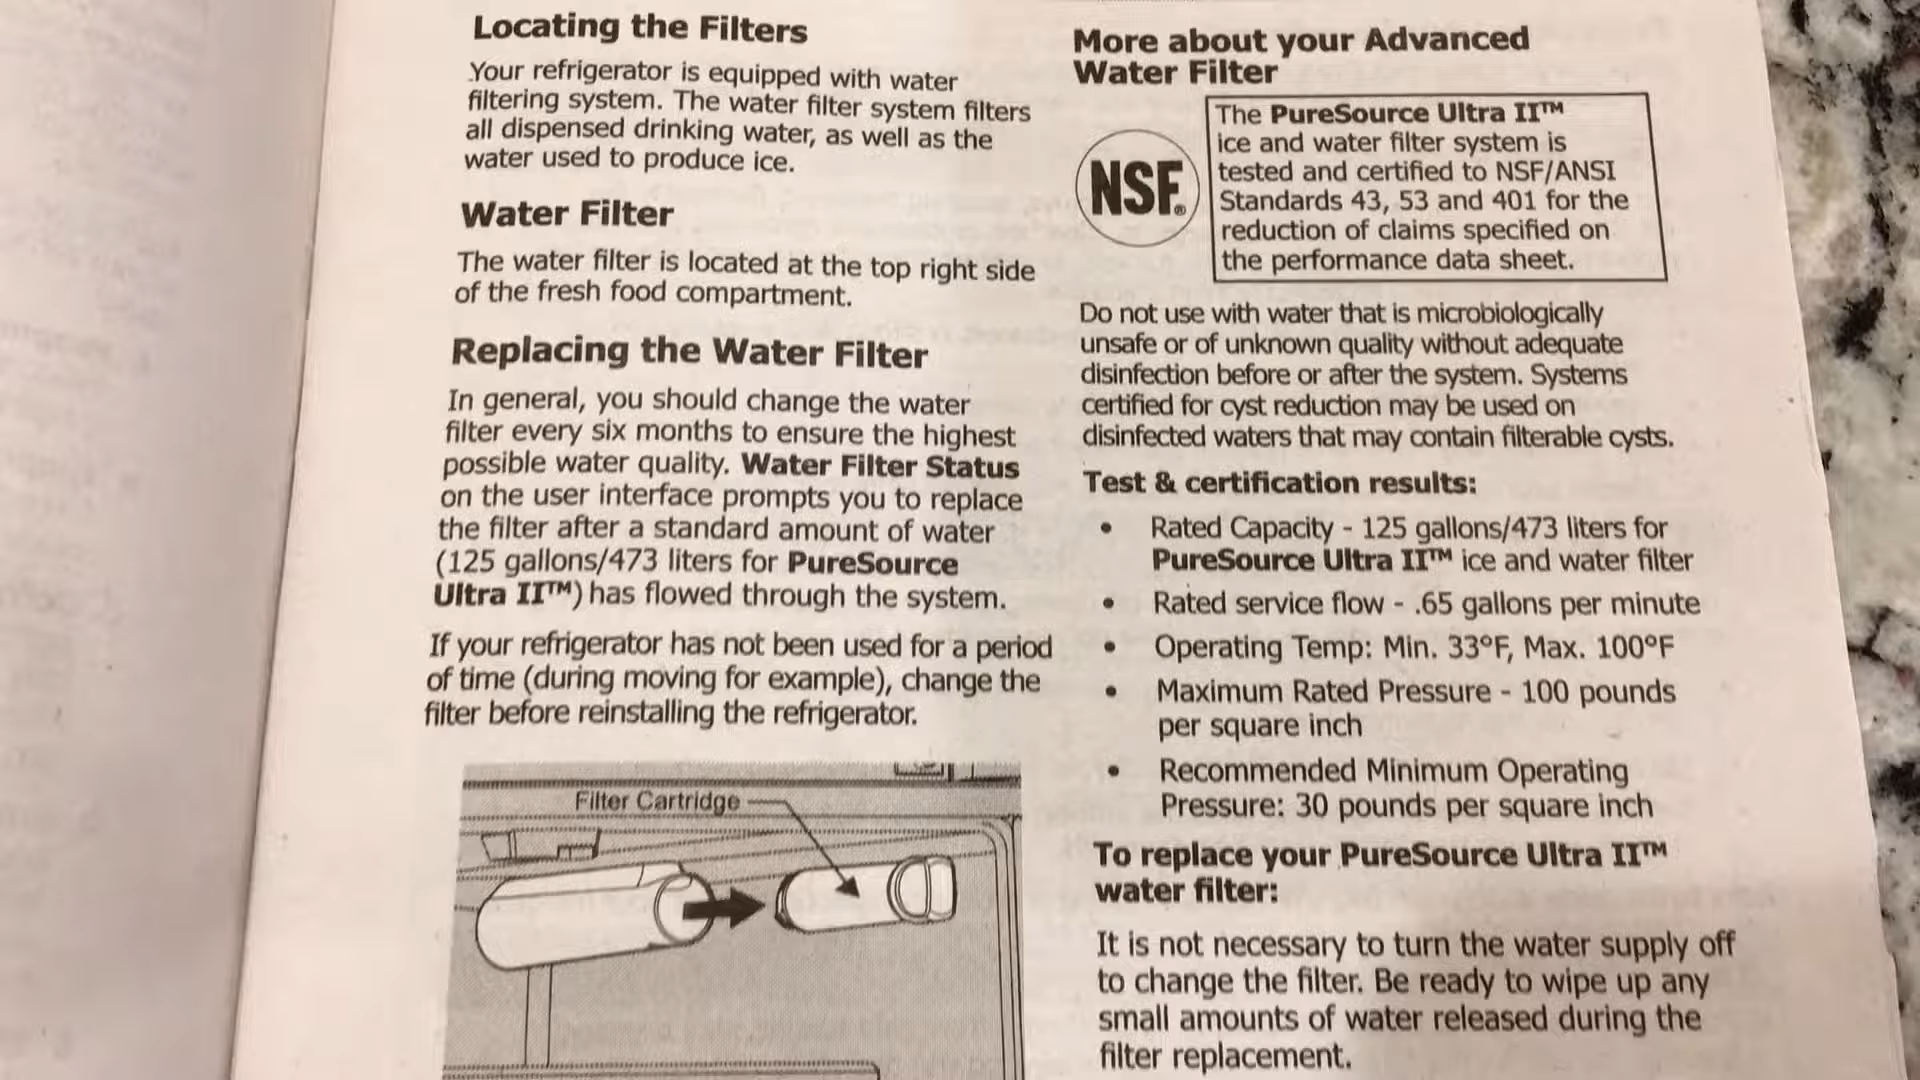 Locating the Filters
Your refrigerator is equipped with water
filtering system. The water filter system filters
all dispensed drinking water, as well as the
water used to produce ice.
Water Filter
The water filter is located at the top right side
of the fresh food compartment.
Replacing the Water Filter
In general, you should change the water
filter every six months to ensure the highest
possible water quality. Water Filter Status
on the user interface prompts you to replace
the filter after a standard amount of water
(125 gallons/473 liters for PureSource
Ultra II™) has flowed through the system.
If your refrigerator has not been used for a period
of time (during moving for example), change the
filter before reinstalling the refrigerator.
Filter Cartridge
More about your Advanced
Water Filter
NSF®
The PureSource Ultra II™
ice and water filter system is
tested and certified to NSF/ANSI
Standards 43, 53 and 401 for the
reduction of claims specified on
the performance data sheet.
Do not use with water that is microbiologically
unsafe or of unknown quality without adequate
disinfection before or after the system. Systems
certified for cyst reduction may be used on
disinfected waters that may contain filterable cysts.
Test & certification results:
• Rated Capacity - 125 gallons/473 liters for
PureSource Ultra II™ ice and water filter
• Rated service flow - .65 gallons per minute
• Operating Temp: Min. 33°F, Max. 100°F
• Maximum Rated Pressure - 100 pounds
per square inch
• Recommended Minimum Operating
Pressure: 30 pounds per square inch
To replace your PureSource Ultra II™
water filter:
It is not necessary to turn the water supply off
to change the filter. Be ready to wipe up any
small amounts of water released during the
filter replacement.